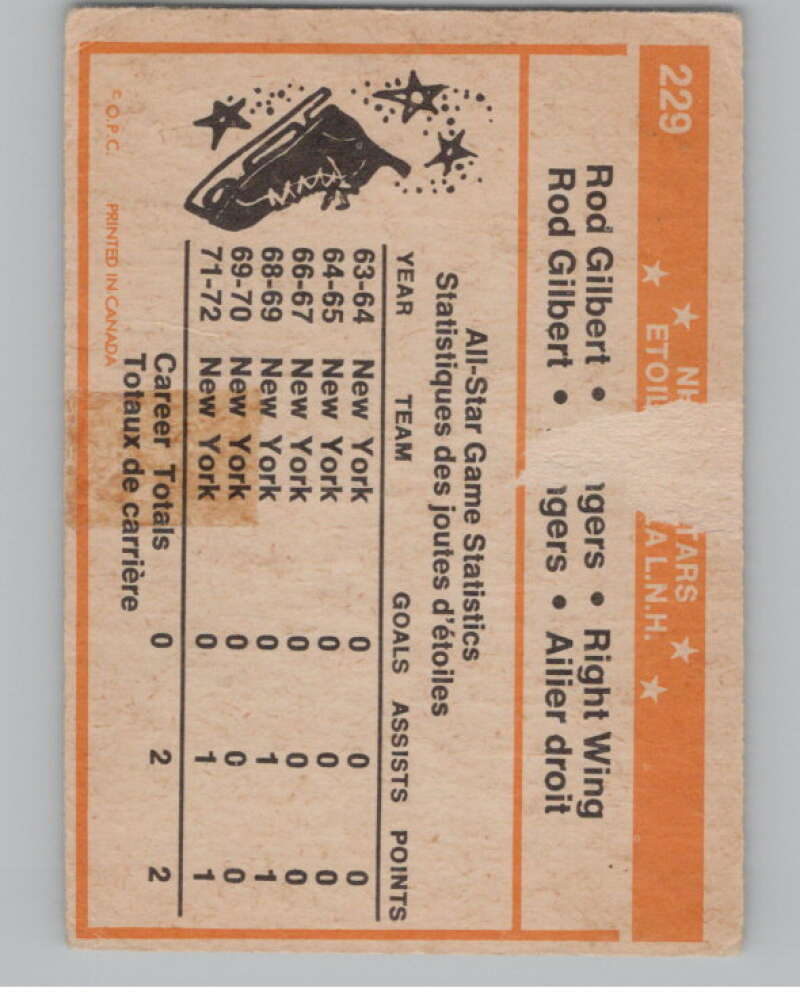 229
NH TARS
ETOIL A L.N.H.
Rod Gilbert • gers • Right Wing
Rod Gilbert • gers • Ailier droit
All-Star Game Statistics
Statistiques des joutes d'étoiles
YEAR TEAM GOALS ASSISTS POINTS
63-64 New York 0 0 0
64-65 New York 0 0 0
66-67 New York 0 0 0
68-69 New York 0 1 1
69-70 New York 0 0 0
71-72 New York 0 1 1
Career Totals 0 2 2
Totaux de carrière
© O.P.C. PRINTED IN CANADA